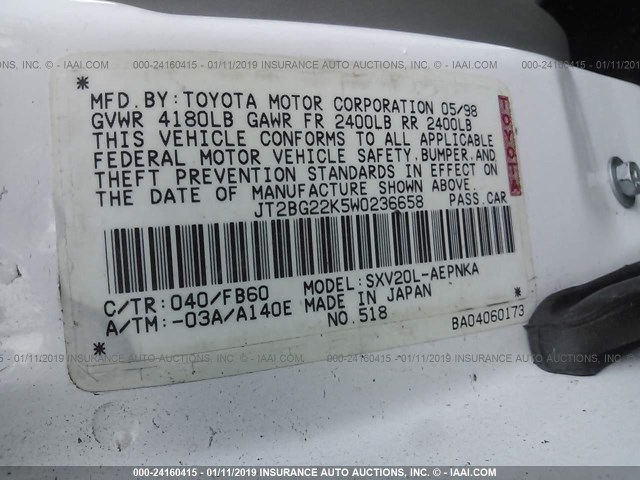 000-24160415 - 01/11/2019 INSURANCE AUTO AUCTIONS, INC. © - IAAI.COM
MFD. BY: TOYOTA MOTOR CORPORATION 05/98
GVWR 4180LB GAWR FR 2400LB RR 2400LB
THIS VEHICLE CONFORMS TO ALL APPLICABLE
FEDERAL MOTOR VEHICLE SAFETY, BUMPER, AND
THEFT PREVENTION STANDARDS IN EFFECT ON
THE DATE OF MANUFACTURE SHOWN ABOVE.
JT2BG22K5W0236658 PASS. CAR
TOYOTA
C/TR: 040/FB60 MODEL: SXV20L-AEPNKA
A/TM: -03A/A140E MADE IN JAPAN
NO. 518 BA04060173
000-24160415 - 01/11/2019 INSURANCE AUTO AUCTIONS, INC. © - IAAI.COM